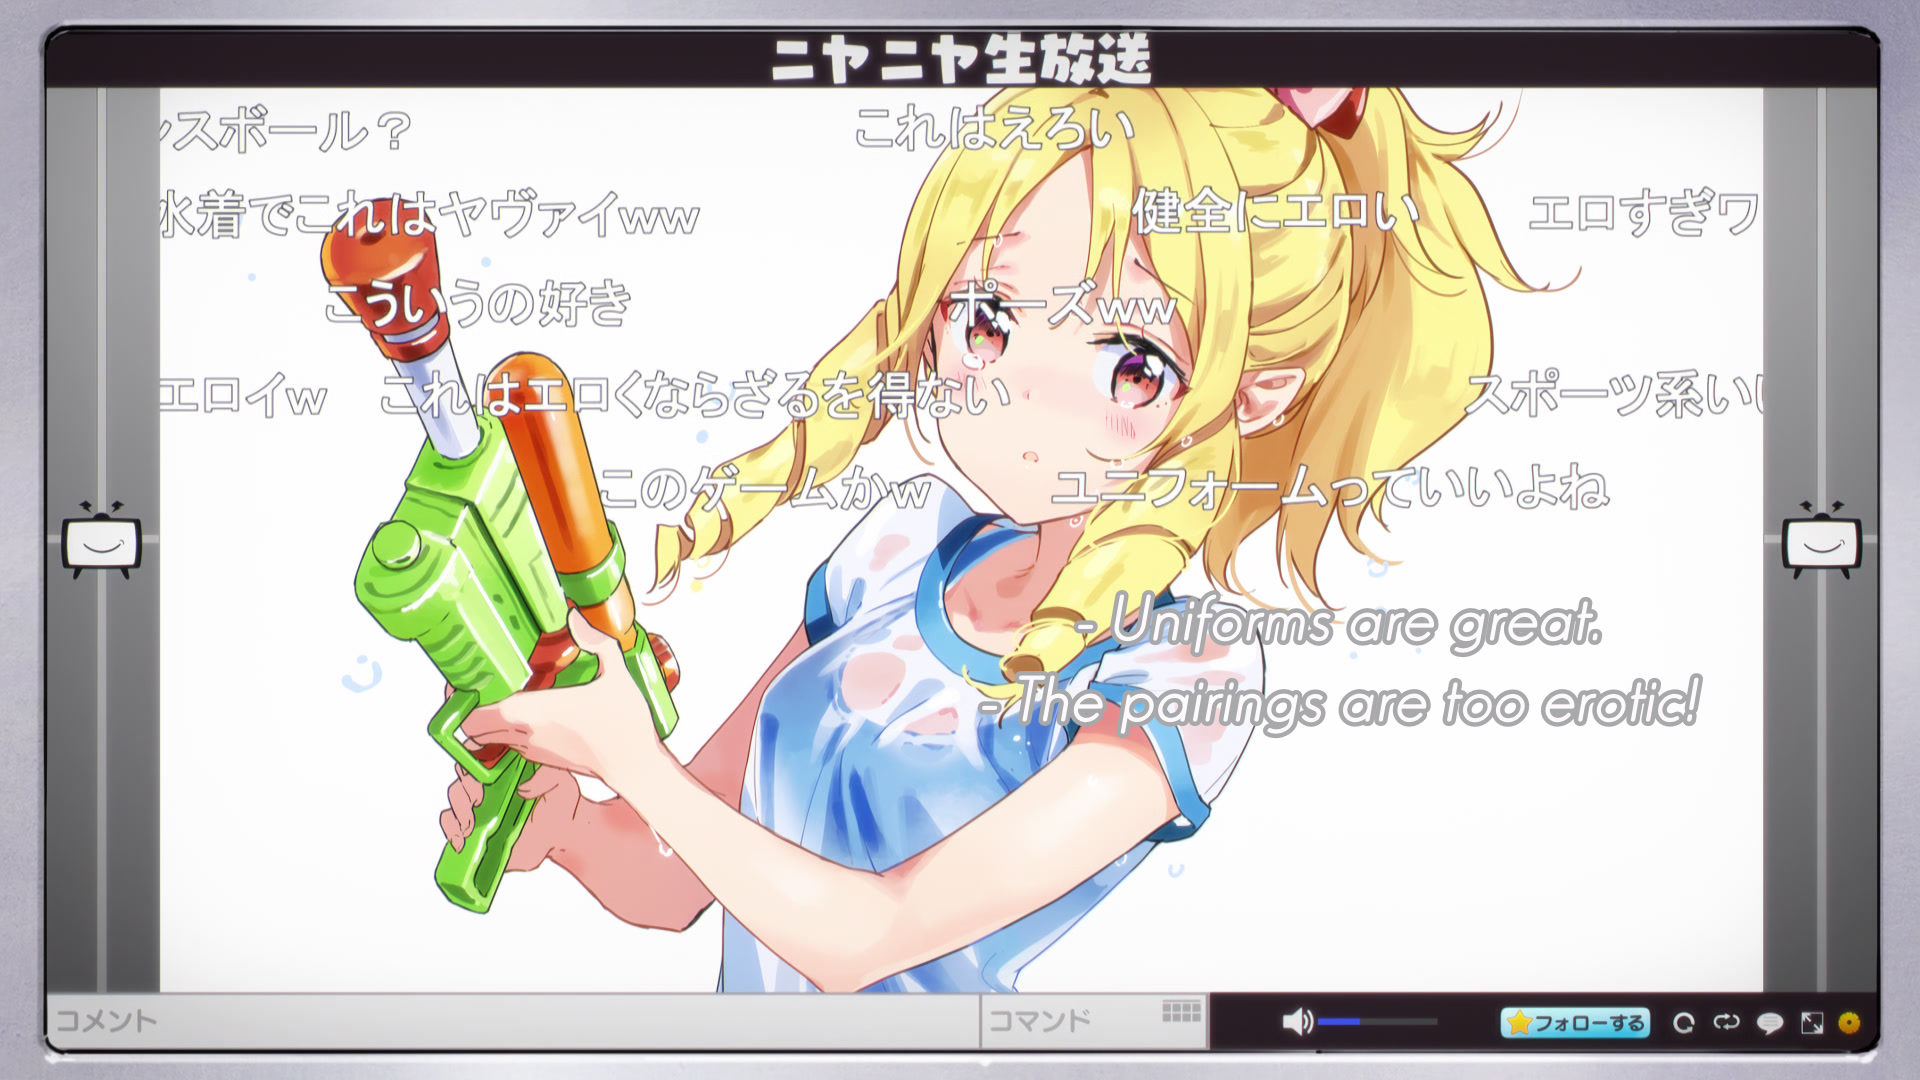 ニヤニヤ生放送
スボール？
これはえろい
水着でこれはヤヴァイww
健全にエロい
エロすぎワ
こういうの好き
ポーズww
エロイw
これはエロくならざるを得ない
スポーツ系いい
このゲームかw
ユニフォームっていいよね
- Uniforms are great.
- The pairings are too erotic!
コメント
コマンド
フォローする